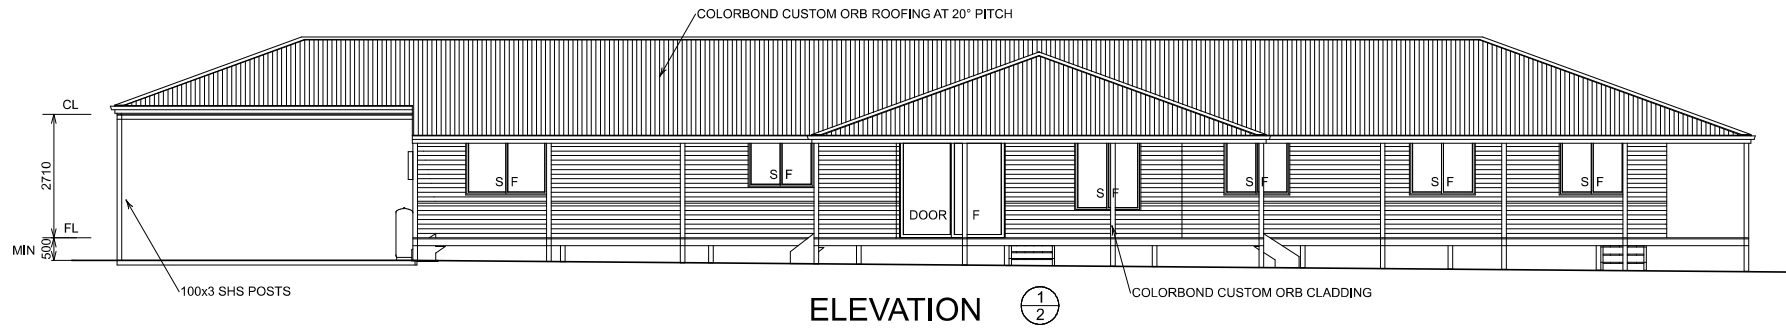 COLORBOND CUSTOM ORB ROOFING AT 20° PITCH
CL
2710
S F
S F
S F
S F
S F
S F
DOOR F
FL
MIN 500
100x3 SHS POSTS
COLORBOND CUSTOM ORB CLADDING
ELEVATION 1
2